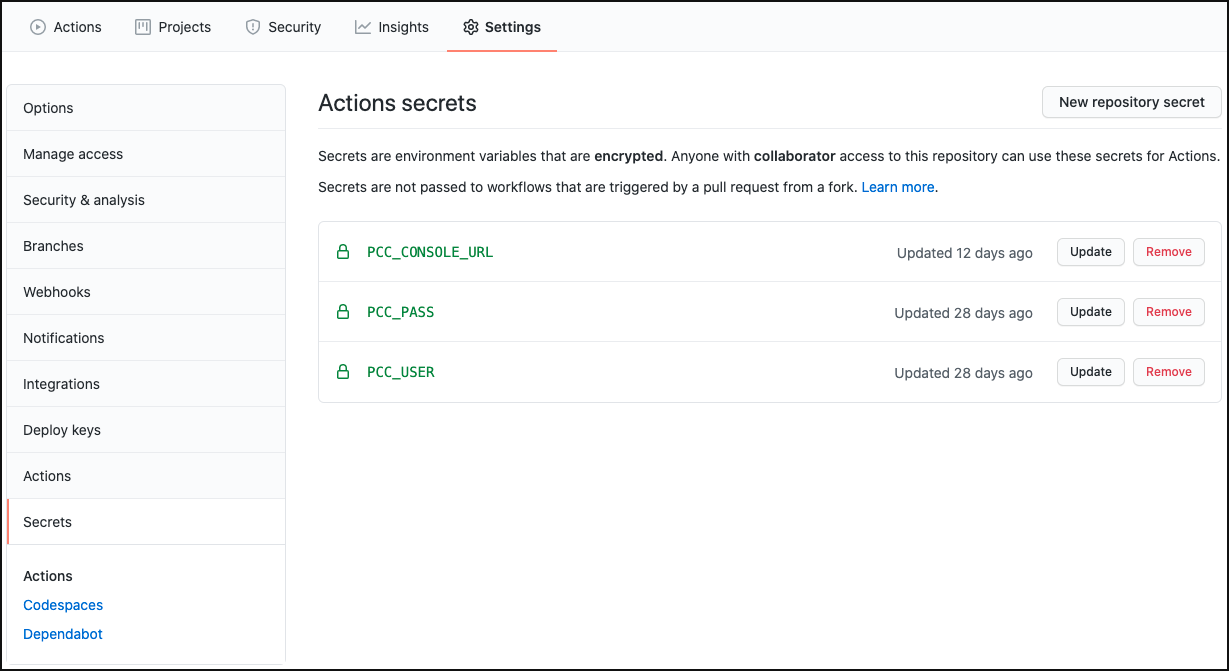 Actions Projects Security Insights Settings
Options
Manage access
Security & analysis
Branches
Webhooks
Notifications
Integrations
Deploy keys
Actions
Secrets
Actions
Codespaces
Dependabot
Actions secrets New repository secret
Secrets are environment variables that are encrypted. Anyone with collaborator access to this repository can use these secrets for Actions.
Secrets are not passed to workflows that are triggered by a pull request from a fork. Learn more.
PCC_CONSOLE_URL Updated 12 days ago Update Remove
PCC_PASS Updated 28 days ago Update Remove
PCC_USER Updated 28 days ago Update Remove